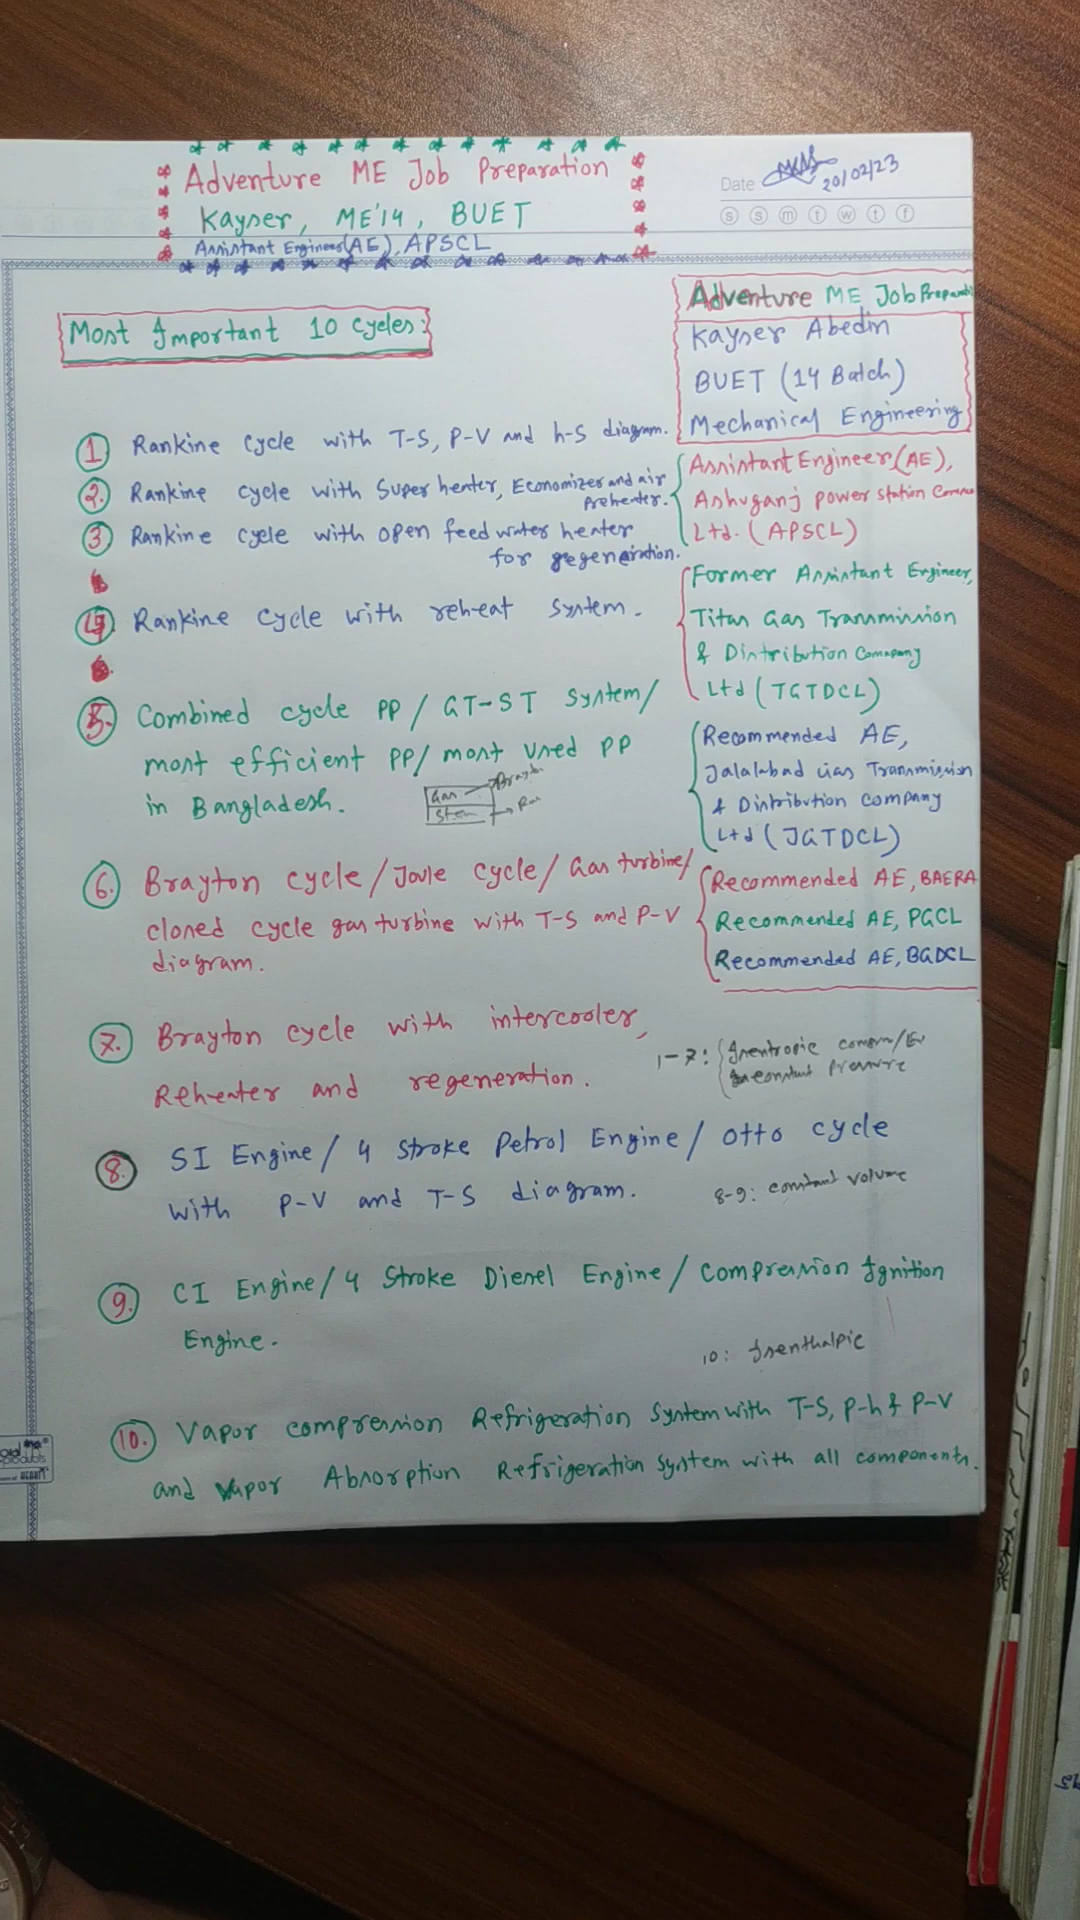 Adventure ME Job Preparation
Kayser, ME'14, BUET
Assistant Engineer(AE), APSCL
Date
20/02/23
s s m t w t f
Most Important 10 cycles:
Adventure ME Job Preparati
Kayser Abedin
BUET (14 Batch)
Mechanical Engineering
Assistant Engineer(AE),
Ashuganj power station
Ltd. (APSCL)
Former Assistant Engineer,
Titas Gas Transmission
& Distribution Comapany
Ltd (TGTDCL)
Recommended AE,
Jalalabad Gas Transmission
& Distribution Company
Ltd (JGTDCL)
Recommended AE, BAERA
Recommended AE, PGCL
Recommended AE, BGDCL
1 Rankine Cycle with T-S, P-V and h-S diagram.
2. Rankine cycle with Super heater, Economizer and air
Preheater.
3 Rankine cycle with open feed water heater
for regeneration.
4. Rankine Cycle with reheat system.
5. Combined cycle PP/ GT-ST system/
most efficient PP/ most used PP
in Bangladesh.
Gas
Steam
6. Brayton cycle/Joule cycle/ Gas turbine/
closed cycle gas turbine with T-S and P-V
diagram.
7. Brayton cycle with intercooler,
Reheater and regeneration.
1-7: Isentropic
constant pressure
8. SI Engine/ 4 stroke Petrol Engine/ otto cycle
with P-V and T-S diagram.
8-9: constant volume
9. CI Engine/4 Stroke Diesel Engine/ Compression Ignition
Engine.
10: Isenthalpic
10. Vapor compression Refrigeration System with T-S, P-h & P-V
and Vapor Absorption Refrigeration system with all components.
products